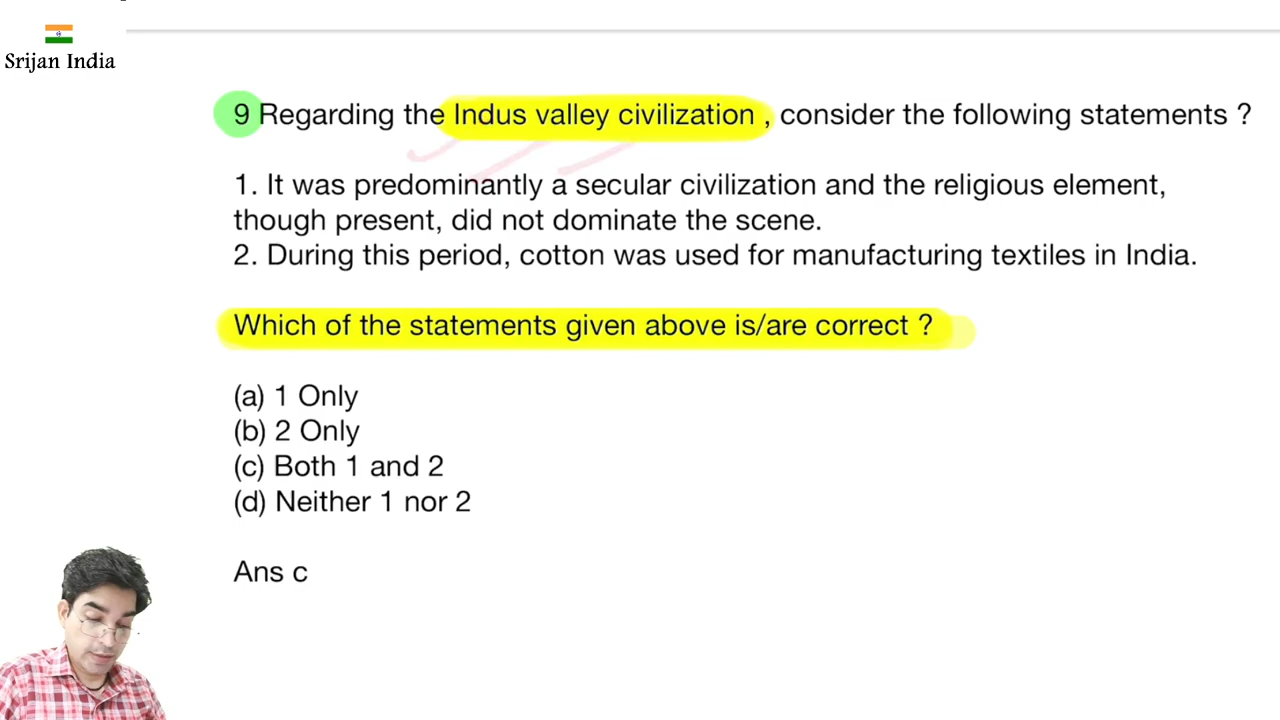 Srijan India
9 Regarding the Indus valley civilization , consider the following statements ?
1. It was predominantly a secular civilization and the religious element,
though present, did not dominate the scene.
2. During this period, cotton was used for manufacturing textiles in India.
Which of the statements given above is/are correct ?
(a) 1 Only
(b) 2 Only
(c) Both 1 and 2
(d) Neither 1 nor 2
Ans c